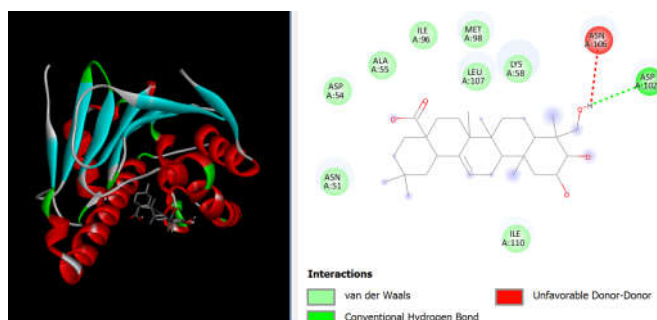 ILE
A:96
MET
A:98
ASN
A:106
ALA
A:55
LYS
A:58
ASP
A:102
LEU
A:107
ASP
A:54
H
ASN
A:51
ILE
A:110
Interactions
van der Waals
Unfavorable Donor-Donor
Conventional Hydrogen Bond